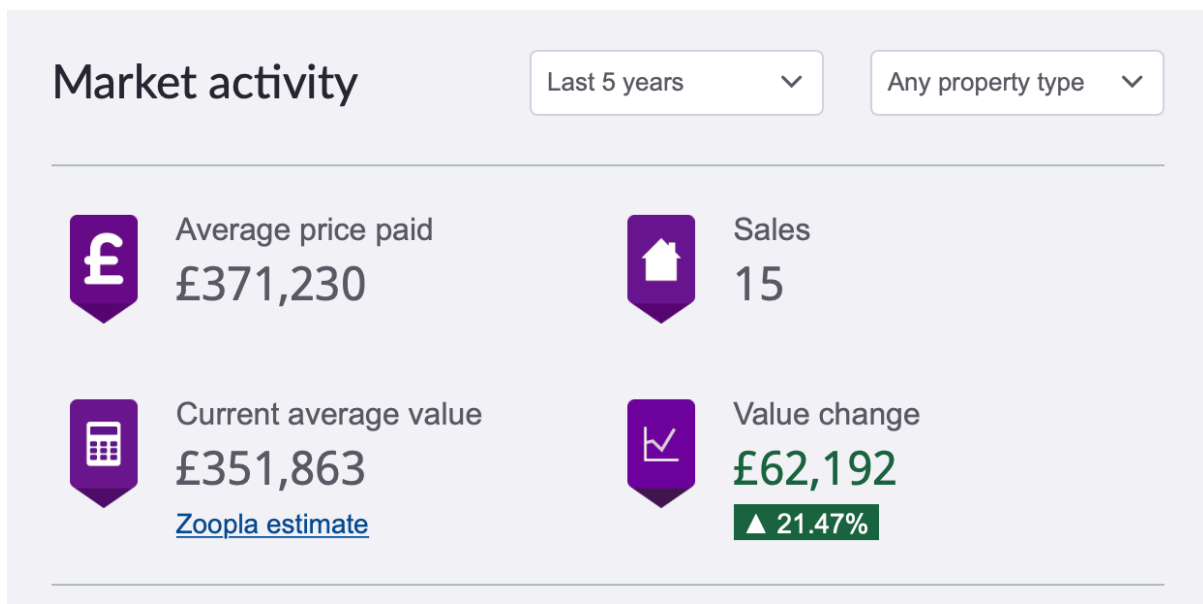 Market activity
Last 5 years
Any property type
£
Average price paid
£371,230
Sales
15
Current average value
£351,863
Zoopla estimate
Value change
£62,192
▲ 21.47%